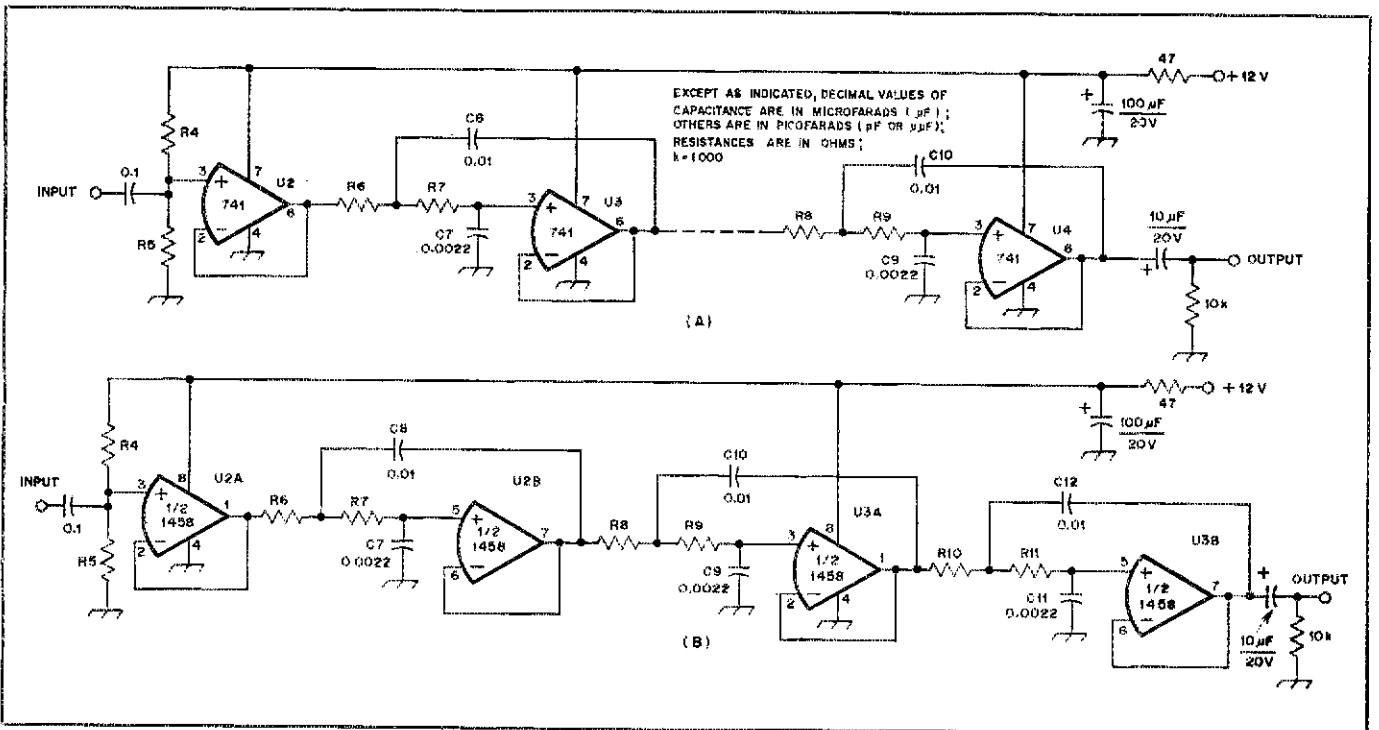 47
+12 V
EXCEPT AS INDICATED, DECIMAL VALUES OF
CAPACITANCE ARE IN MICROFARADS ( µF ) ;
OTHERS ARE IN PICOFARADS ( pF OR µµF);
RESISTANCES ARE IN OHMS ;
k=1000
+
100 µF
20V
R4
C6
0.01
C10
0.01
INPUT
0.1
3
+
7
U2
741
6
2
−
4
R5
R6
R7
C7
0.0022
3
+
7
U3
741
6
2
−
4
R8
R9
C9
0.0022
3
+
7
U4
741
6
2
−
4
10 µF
20V
+
OUTPUT
10k
(A)
47
+ 12 V
+
100 µF
20V
R4
C8
0.01
C10
0.01
C12
0.01
INPUT
0.1
3
+
8
U2A
1/2
1458
1
2
−
4
R5
R6
R7
C7
0.0022
5
+
U2B
1/2
1458
7
6
−
R8
R9
C9
0.0022
3
+
8
U3A
1/2
1458
1
2
−
4
R10
R11
C11
0.0022
5
+
U3B
1/2
1458
7
6
−
+
OUTPUT
10 µF
20V
10k
(B)